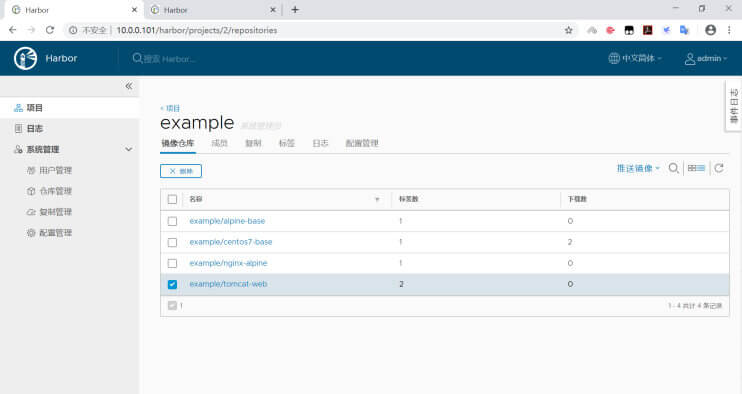 Harbor
Harbor
不安全 | 10.0.0.101/harbor/projects/2/repositories
Harbor
搜索 Harbor...
中文简体
admin
项目
日志
系统管理
用户管理
仓库管理
复制管理
配置管理
事件日志
< 项目
example 系统管理员
镜像仓库 成员 复制 标签 日志 配置管理
× 删除
推送镜像
名称 标签数 下载数
example/alpine-base 1 0
example/centos7-base 1 2
example/nginx-alpine 1 0
example/tomcat-web 2 0
1
1 - 4 共计 4 条记录